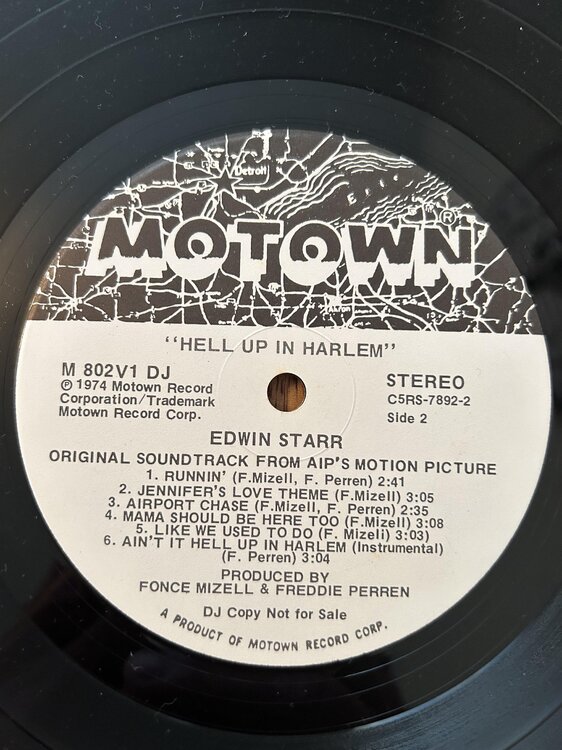 Detroit
ERIE
Akron
MOTOWN®
"HELL UP IN HARLEM"
M 802V1 DJ
℗ 1974 Motown Record
Corporation/Trademark
Motown Record Corp.
STEREO
C5RS-7892-2
Side 2
EDWIN STARR
ORIGINAL SOUNDTRACK FROM AIP'S MOTION PICTURE
1. RUNNIN' (F.Mizell, F. Perren) 2:41
2. JENNIFER'S LOVE THEME (F.Mizell) 3:05
3. AIRPORT CHASE (F.Mizell, F. Perren) 2:35
4. MAMA SHOULD BE HERE TOO (F.Mizell) 3:08
5. LIKE WE USED TO DO (F. Mizell) 3:03)
6. AIN'T IT HELL UP IN HARLEM (Instrumental)
(F. Perren) 3:04
PRODUCED BY
FONCE MIZELL & FREDDIE PERREN
DJ Copy Not for Sale
A PRODUCT OF MOTOWN RECORD CORP.